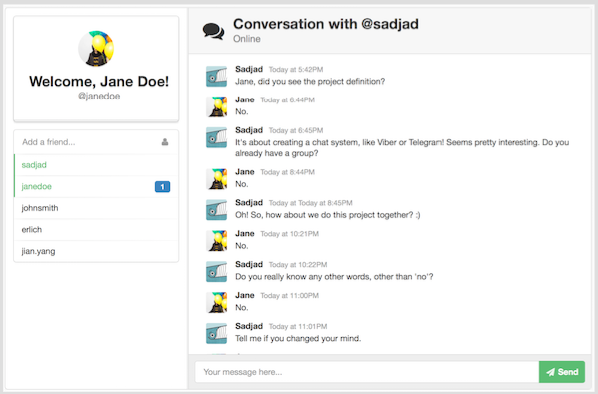 Welcome, Jane Doe!
@janedoe
Add a friend...
sadjad
janedoe 1
johnsmith
erlich
jian.yang
Conversation with @sadjad
Online
Sadjad Today at 5:42PM
Jane, did you see the project definition?
Jane Today at 6:44PM
No.
Sadjad Today at 6:45PM
It's about creating a chat system, like Viber or Telegram! Seems pretty interesting. Do you
already have a group?
Jane Today at 8:44PM
No.
Sadjad Today at Today at 8:45PM
Oh! So, how about we do this project together? :)
Jane Today at 10:21PM
No.
Sadjad Today at 10:22PM
Do you really know any other words, other than 'no'?
Jane Today at 11:00PM
No.
Sadjad Today at 11:01PM
Tell me if you changed your mind.
Your message here...
Send